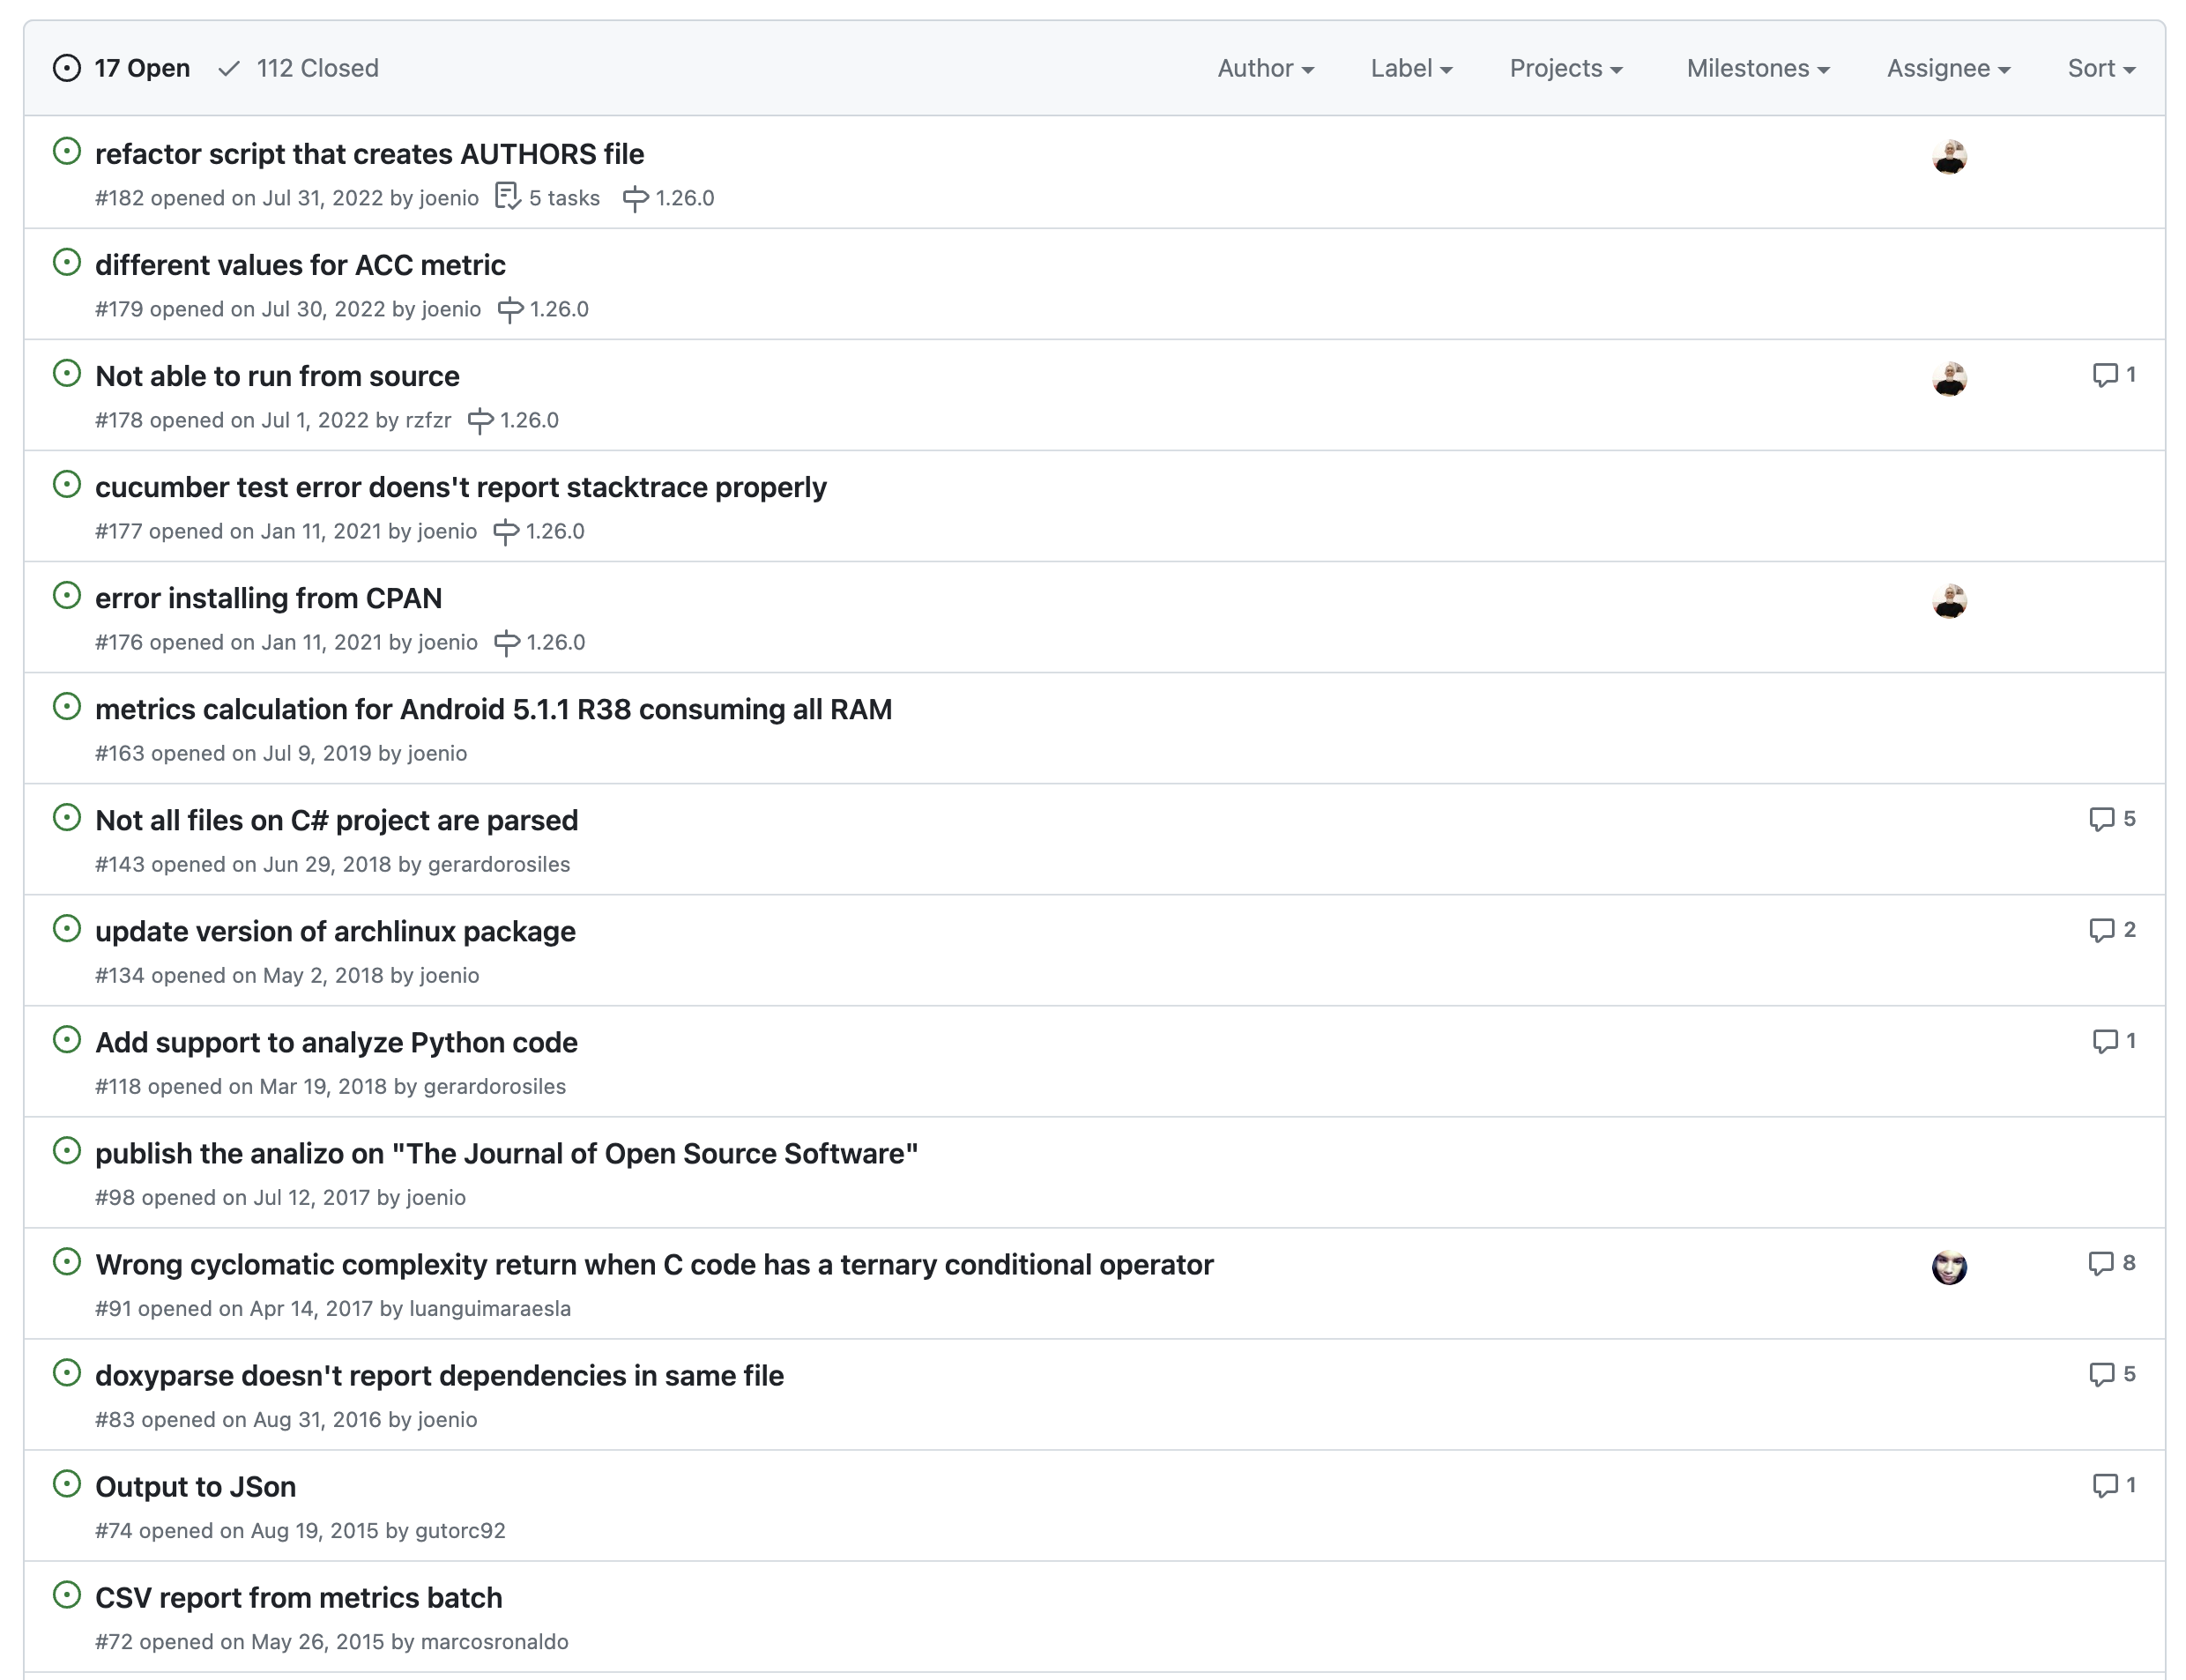 17 Open 112 Closed Author Label Projects Milestones Assignee Sort
refactor script that creates AUTHORS file
#182 opened on Jul 31, 2022 by joenio 5 tasks 1.26.0
different values for ACC metric
#179 opened on Jul 30, 2022 by joenio 1.26.0
Not able to run from source 1
#178 opened on Jul 1, 2022 by rzfzr 1.26.0
cucumber test error doens't report stacktrace properly
#177 opened on Jan 11, 2021 by joenio 1.26.0
error installing from CPAN
#176 opened on Jan 11, 2021 by joenio 1.26.0
metrics calculation for Android 5.1.1 R38 consuming all RAM
#163 opened on Jul 9, 2019 by joenio
Not all files on C# project are parsed 5
#143 opened on Jun 29, 2018 by gerardorosiles
update version of archlinux package 2
#134 opened on May 2, 2018 by joenio
Add support to analyze Python code 1
#118 opened on Mar 19, 2018 by gerardorosiles
publish the analizo on "The Journal of Open Source Software"
#98 opened on Jul 12, 2017 by joenio
Wrong cyclomatic complexity return when C code has a ternary conditional operator 8
#91 opened on Apr 14, 2017 by luanguimaraesla
doxyparse doesn't report dependencies in same file 5
#83 opened on Aug 31, 2016 by joenio
Output to JSon 1
#74 opened on Aug 19, 2015 by gutorc92
CSV report from metrics batch
#72 opened on May 26, 2015 by marcosronaldo